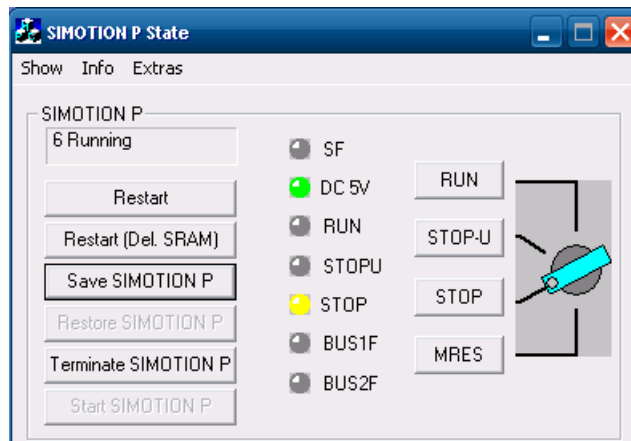 SIMOTION P State
Show Info Extras
SIMOTION P
6 Running
Restart
Restart (Del. SRAM)
Save SIMOTION P
Restore SIMOTION P
Terminate SIMOTION P
Start SIMOTION P
SF
DC 5V
RUN
STOPU
STOP
BUS1F
BUS2F
RUN
STOP-U
STOP
MRES